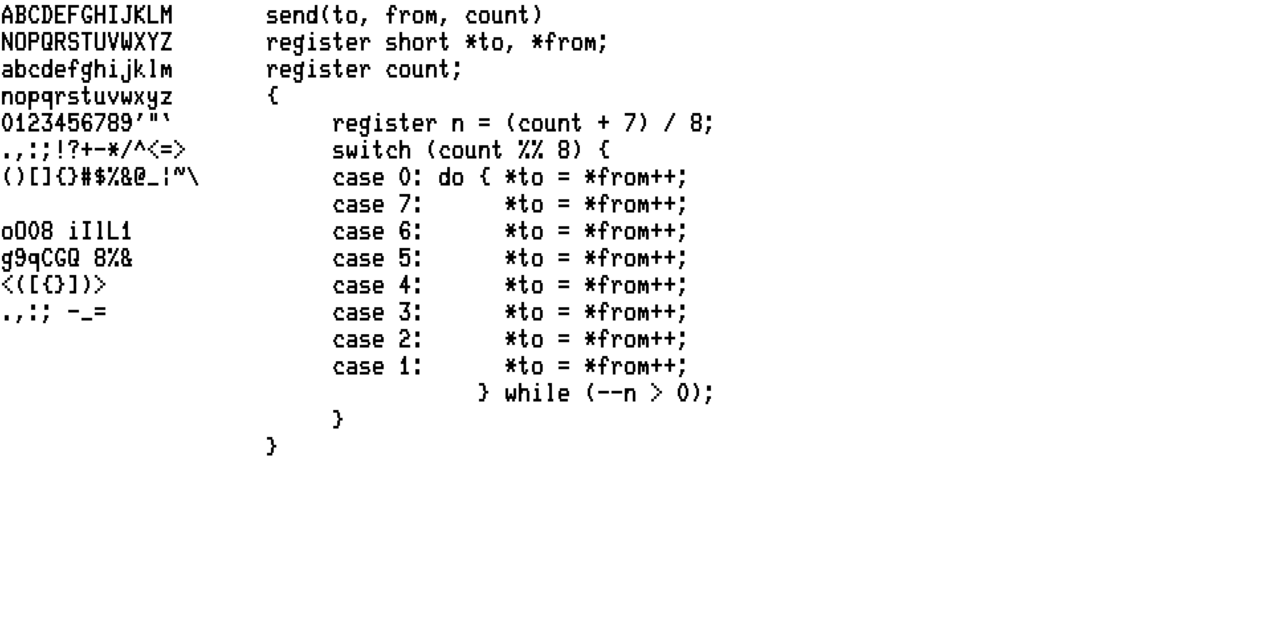 ABCDEFGHIJKLM
NOPQRSTUVWXYZ
abcdefghijklm
nopqrstuvwxyz
0123456789'"`
.,:;!?+-*/^<=>
()[]{}#$%&@_¦~\
oO08 iIlL1
g9qCGQ 8%&
<([{}])>
.,:; -_=
send(to, from, count)
register short *to, *from;
register count;
{
register n = (count + 7) / 8;
switch (count %% 8) {
case 0: do { *to = *from++;
case 7:      *to = *from++;
case 6:      *to = *from++;
case 5:      *to = *from++;
case 4:      *to = *from++;
case 3:      *to = *from++;
case 2:      *to = *from++;
case 1:      *to = *from++;
} while (--n > 0);
}
}